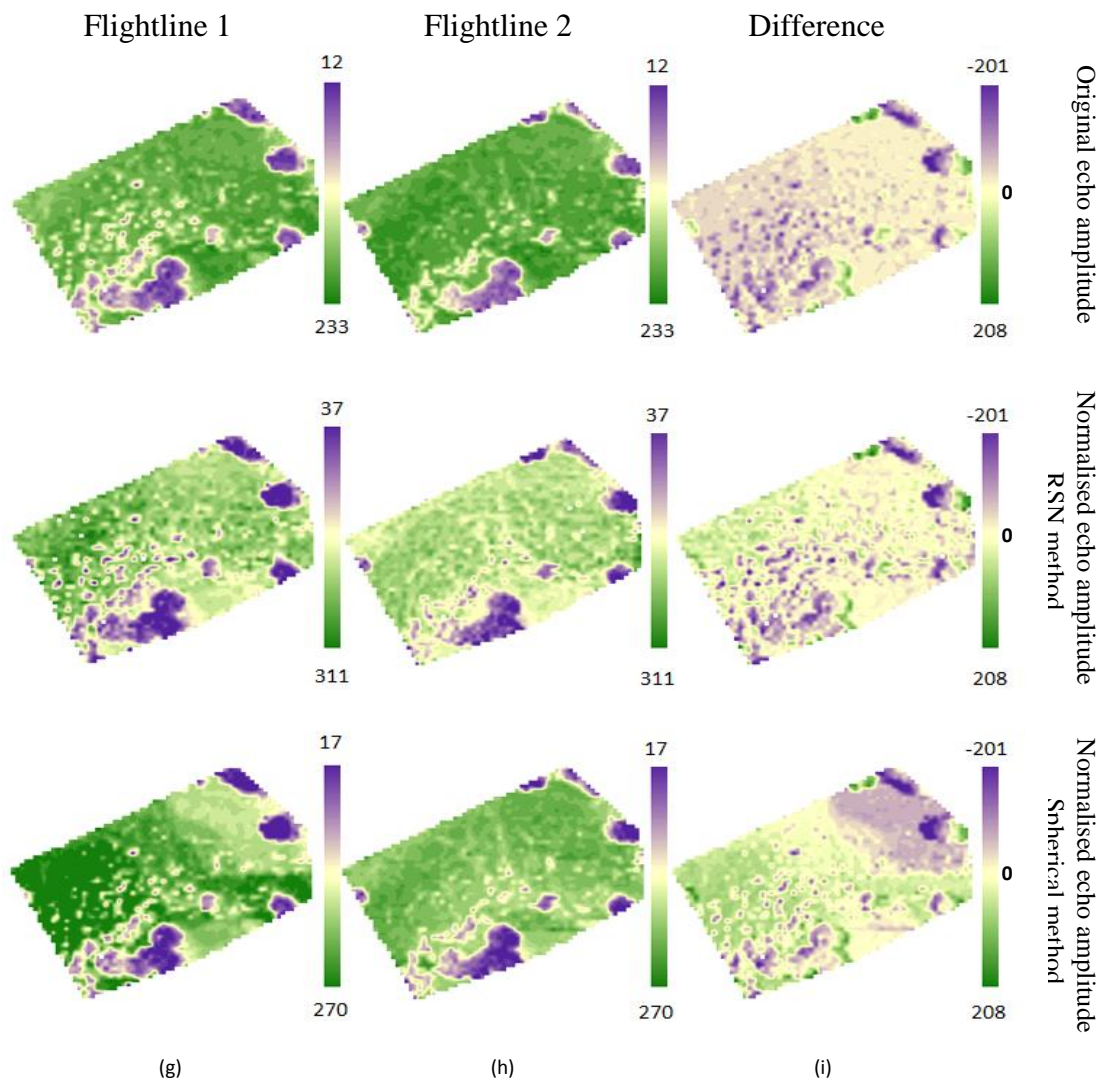 Flightline 1 Flightline 2 Difference
12 12 -201
0
233 233 208
Original echo amplitude
37 37 -201
0
311 311 208
Normalised echo amplitude
RSN method
17 17 -201
0
270 270 208
Normalised echo amplitude
Spherical method
(g) (h) (i)